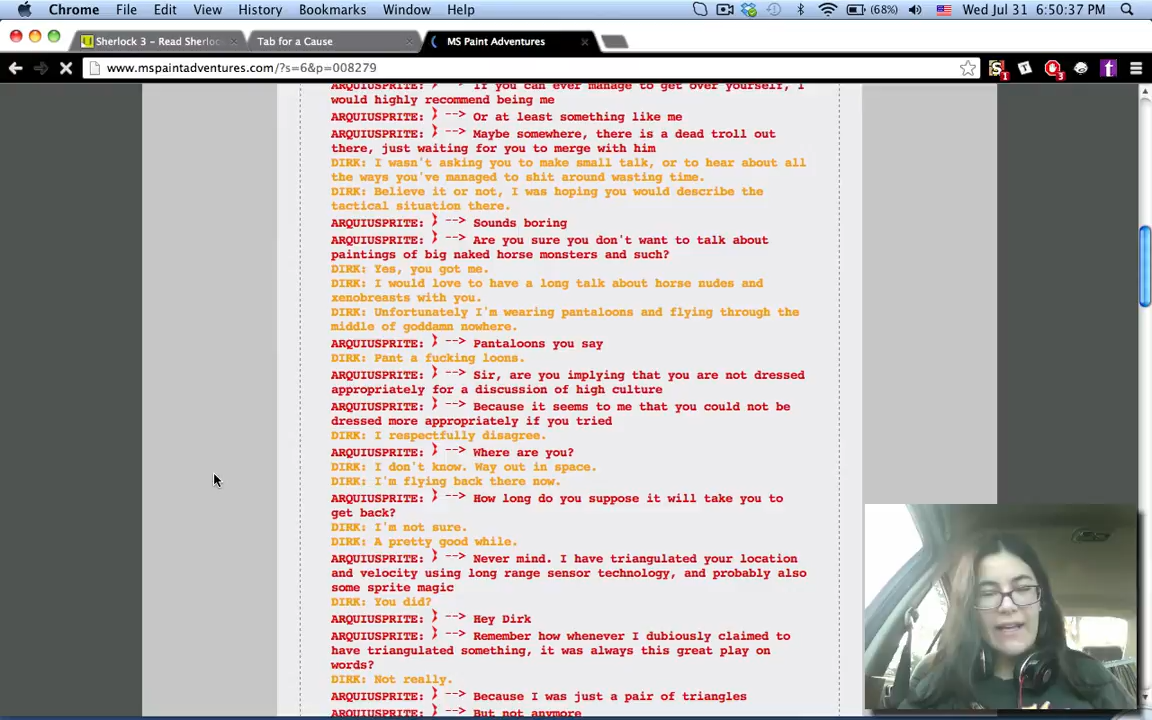 Chrome File Edit View History Bookmarks Window Help (68%) Wed Jul 31 6:50:37 PM
Sherlock 3 - Read Sherloc Tab for a Cause MS Paint Adventures
www.mspaintadventures.com/?s=6&p=008279
ARQUIUSPRITE: --> If you can ever manage to get over yourself, I
would highly recommend being me
ARQUIUSPRITE: --> Or at least something like me
ARQUIUSPRITE: --> Maybe somewhere, there is a dead troll out
there, just waiting for you to merge with him
DIRK: I wasn't asking you to make small talk, or to hear about all
the ways you've managed to shit around wasting time.
DIRK: Believe it or not, I was hoping you would describe the
tactical situation there.
ARQUIUSPRITE: --> Sounds boring
ARQUIUSPRITE: --> Are you sure you don't want to talk about
paintings of big naked horse monsters and such?
DIRK: Yes, you got me.
DIRK: I would love to have a long talk about horse nudes and
xenobreasts with you.
DIRK: Unfortunately I'm wearing pantaloons and flying through the
middle of goddamn nowhere.
ARQUIUSPRITE: --> Pantaloons you say
DIRK: Pant a fucking loons.
ARQUIUSPRITE: --> Sir, are you implying that you are not dressed
appropriately for a discussion of high culture
ARQUIUSPRITE: --> Because it seems to me that you could not be
dressed more appropriately if you tried
DIRK: I respectfully disagree.
ARQUIUSPRITE: --> Where are you?
DIRK: I don't know. Way out in space.
DIRK: I'm flying back there now.
ARQUIUSPRITE: --> How long do you suppose it will take you to
get back?
DIRK: I'm not sure.
DIRK: A pretty good while.
ARQUIUSPRITE: --> Never mind. I have triangulated your location
and velocity using long range sensor technology, and probably also
some sprite magic
DIRK: You did?
ARQUIUSPRITE: --> Hey Dirk
ARQUIUSPRITE: --> Remember how whenever I dubiously claimed to
have triangulated something, it was always this great play on
words?
DIRK: Not really.
ARQUIUSPRITE: --> Because I was just a pair of triangles
ARQUIUSPRITE: --> But not anymore